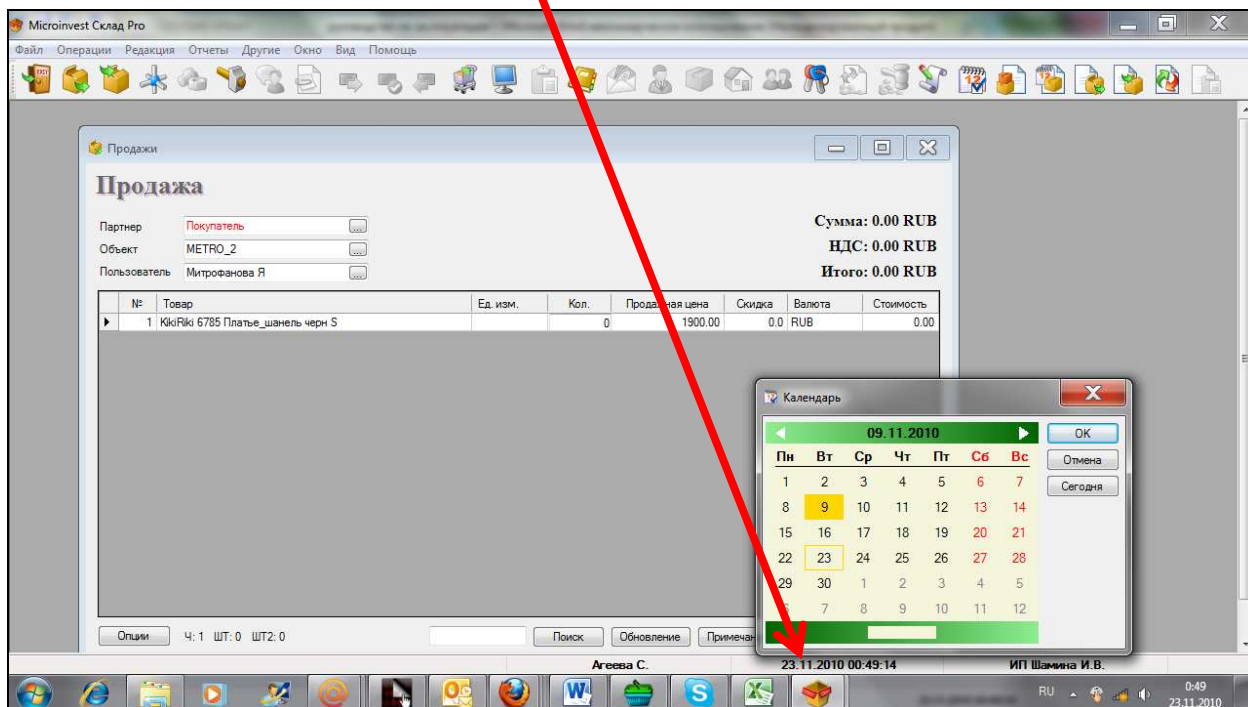 Microinvest Склад Pro
Файл Операции Редакция Отчеты Другие Окно Вид Помощь
Продажи
Продажа
Партнер Покупатель ... Сумма: 0.00 RUB
Объект METRO_2 ... НДС: 0.00 RUB
Пользователь Митрофанова Я ... Итого: 0.00 RUB
№ Товар Ед. изм. Кол. цена Скидка Валюта Стоимость
1 KikiRiki 6785 Платье_шанель черн S 0 1900.00 0.0 RUB 0.00
Календарь
09.11.2010 OK
Пн Вт Ср Чт Пт Сб Вс Отмена
1 2 3 4 5 6 7 Сегодня
8 9 10 11 12 13 14
15 16 17 18 19 20 21
22 23 24 25 26 27 28
29 30 1 2 3 4 5
7 8 9 10 11 12
Опции Ч: 1 ШТ: 0 ШТ2: 0 Поиск Обновление
Агеева С. 23.11.2010 00:49:14 ИП Шамина И.В.
RU 0:49
23.11.2010